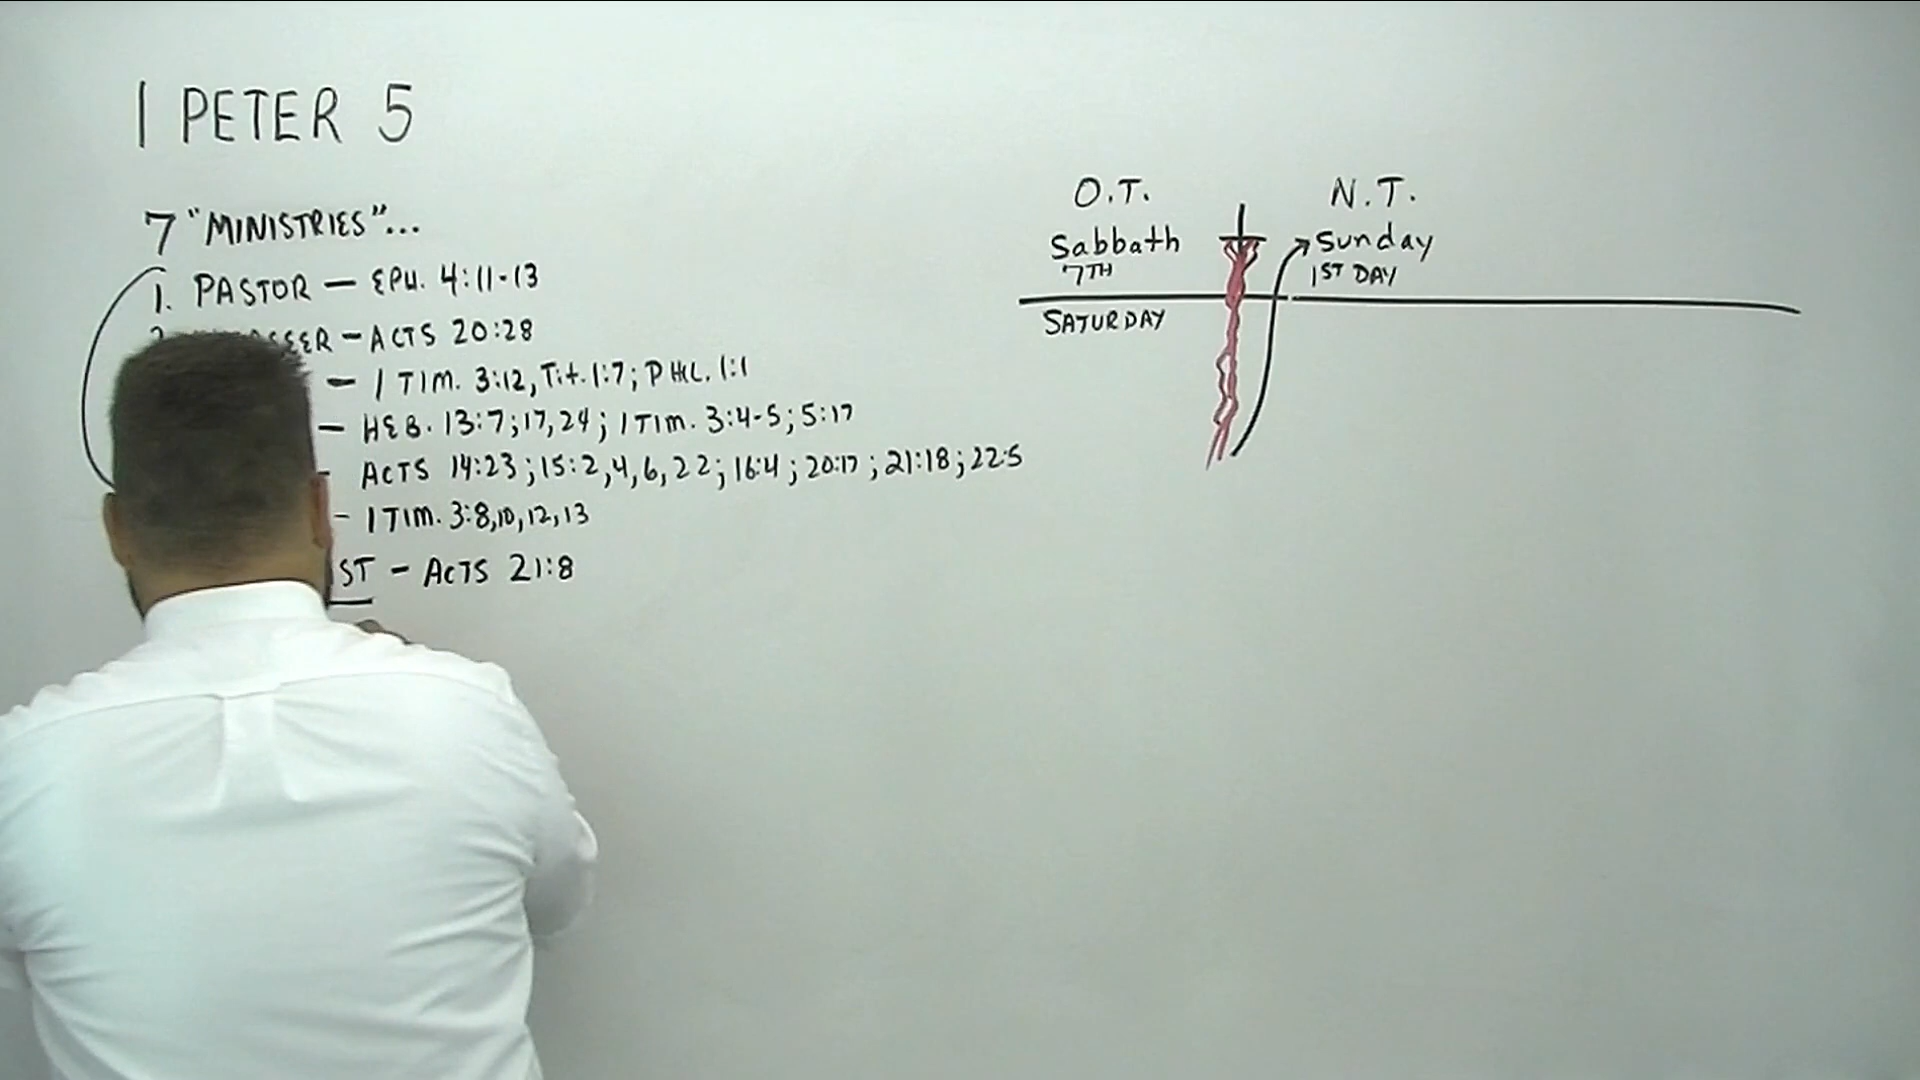 1 PETER 5
7 "MINISTRIES"...
1. PASTOR — EPH. 4:11-13
— ACTS 20:28
— 1 TIM. 3:12, Tit. 1:7; PHIL. 1:1
— HEB. 13:7; 17, 24; 1 TIM. 3:4-5; 5:17
- ACTS 14:23; 15:2,4,6,22; 16:4; 20:17; 21:18; 22:5
- 1 TIM. 3:8,10,12,13
ST - ACTS 21:8
O.T.
Sabbath
7TH
SATURDAY
N.T.
Sunday
1ST DAY